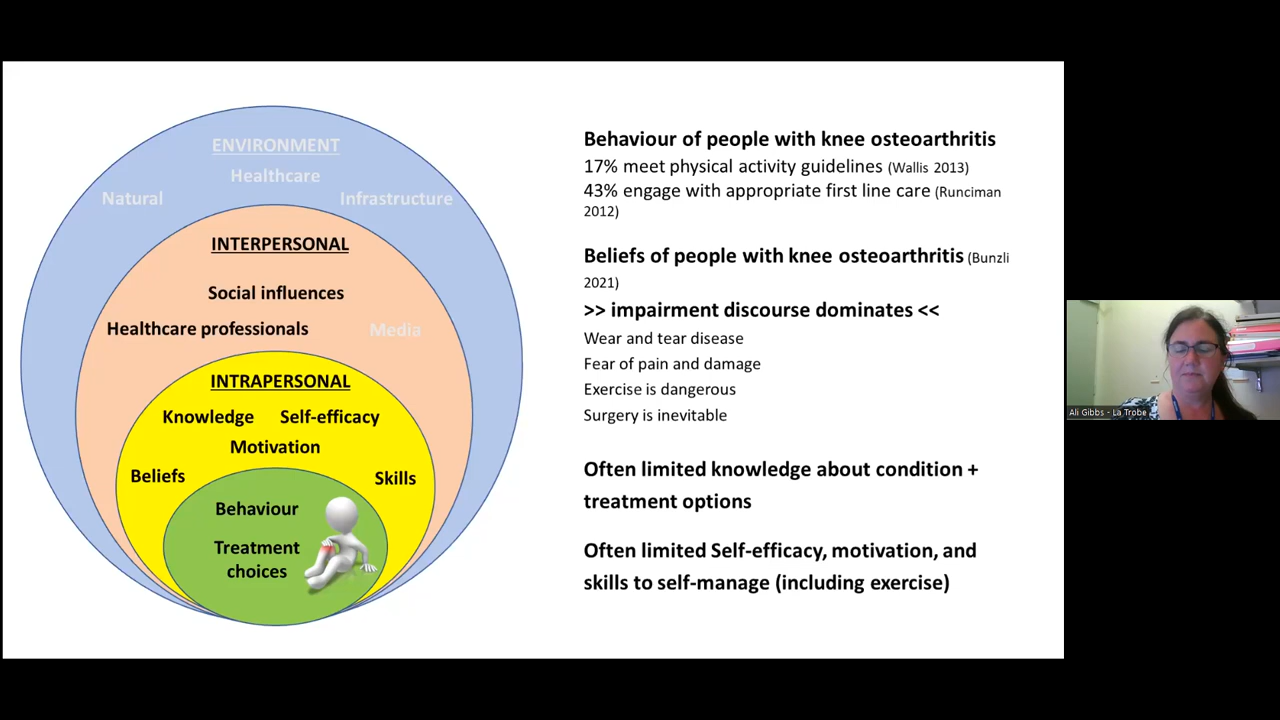 ENVIRONMENT
Healthcare
Natural
Infrastructure
INTERPERSONAL
Social influences
Healthcare professionals
Media
INTRAPERSONAL
Knowledge
Self-efficacy
Motivation
Beliefs
Skills
Behaviour
Treatment
choices
Behaviour of people with knee osteoarthritis
17% meet physical activity guidelines (Wallis 2013)
43% engage with appropriate first line care (Runciman
2012)
Beliefs of people with knee osteoarthritis (Bunzli
2021)
>> impairment discourse dominates <<
Wear and tear disease
Fear of pain and damage
Exercise is dangerous
Surgery is inevitable
Often limited knowledge about condition +
treatment options
Often limited Self-efficacy, motivation, and
skills to self-manage (including exercise)
Ali Gibbs - La Trobe